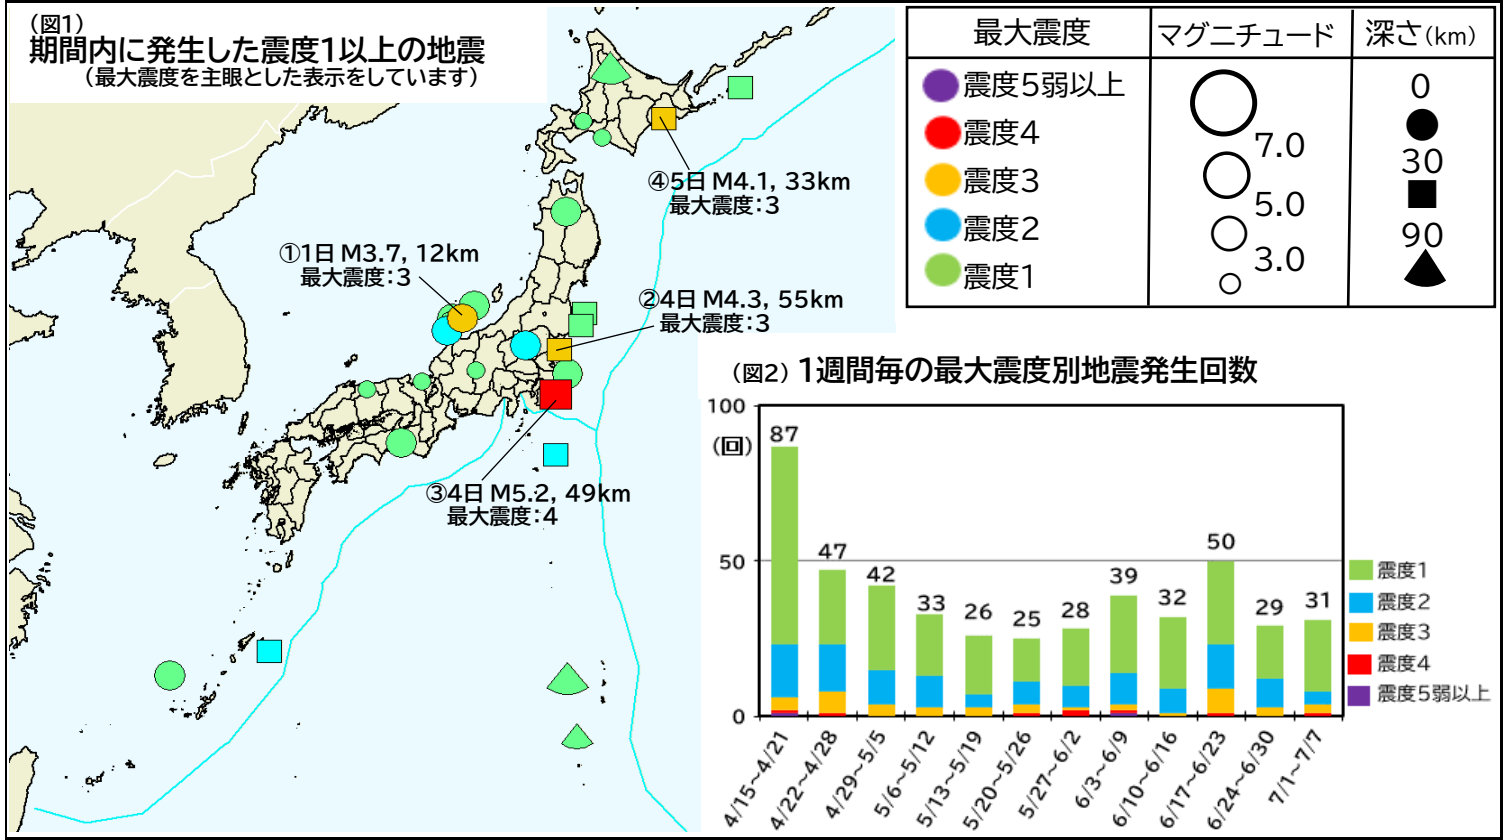 (図1)
期間内に発生した震度1以上の地震
(最大震度を主眼とした表示をしています)
①1日 M3.7, 12km
最大震度:3
②4日 M4.3, 55km
最大震度:3
③4日 M5.2, 49km
最大震度:4
④5日 M4.1, 33km
最大震度:3
最大震度
震度5弱以上
震度4
震度3
震度2
震度1
マグニチュード
7.0
5.0
3.0
深さ(km)
0
30
90
(図2) 1週間毎の最大震度別地震発生回数
100
(回)
50
0
87
47
42
33
26
25
28
39
32
50
29
31
4/15~4/21
4/22~4/28
4/29~5/5
5/6~5/12
5/13~5/19
5/20~5/26
5/27~6/2
6/3~6/9
6/10~6/16
6/17~6/23
6/24~6/30
7/1~7/7
震度1
震度2
震度3
震度4
震度5弱以上